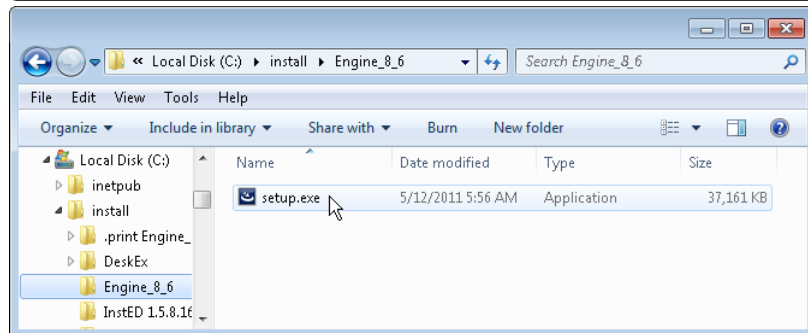 « Local Disk (C:) ▸ install ▸ Engine_8_6
Search Engine_8_6
File Edit View Tools Help
Organize Include in library Share with Burn New folder
Local Disk (C:)
inetpub
install
.print Engine_
DeskEx
Engine_8_6
InstED 1.5.8.16
Name Date modified Type Size
setup.exe 5/12/2011 5:56 AM Application 37,161 KB